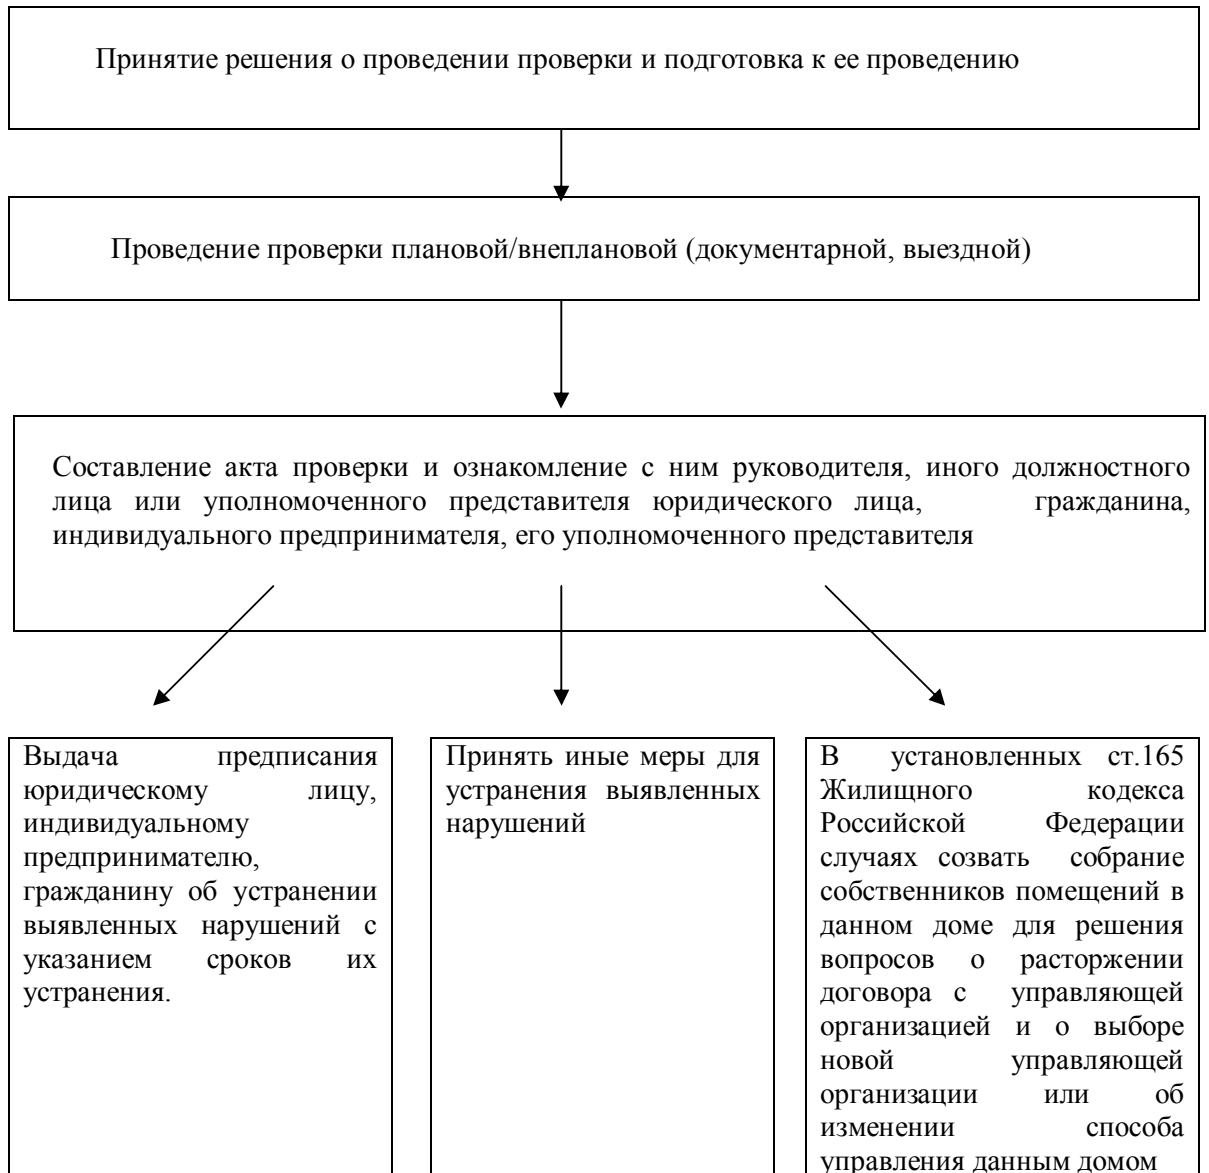 Принятие решения о проведении проверки и подготовка к ее проведению
Проведение проверки плановой/внеплановой (документарной, выездной)
Составление акта проверки и ознакомление с ним руководителя, иного должностного
лица или уполномоченного представителя юридического лица, гражданина,
индивидуального предпринимателя, его уполномоченного представителя
Выдача предписания
юридическому лицу,
индивидуальному
предпринимателю,
гражданину об устранении
выявленных нарушений с
указанием сроков их
устранения.
Принять иные меры для
устранения выявленных
нарушений
В установленных ст.165
Жилищного кодекса
Российской Федерации
случаях созвать собрание
собственников помещений в
данном доме для решения
вопросов о расторжении
договора с управляющей
организацией и о выборе
новой управляющей
организации или об
изменении способа
управления данным домом